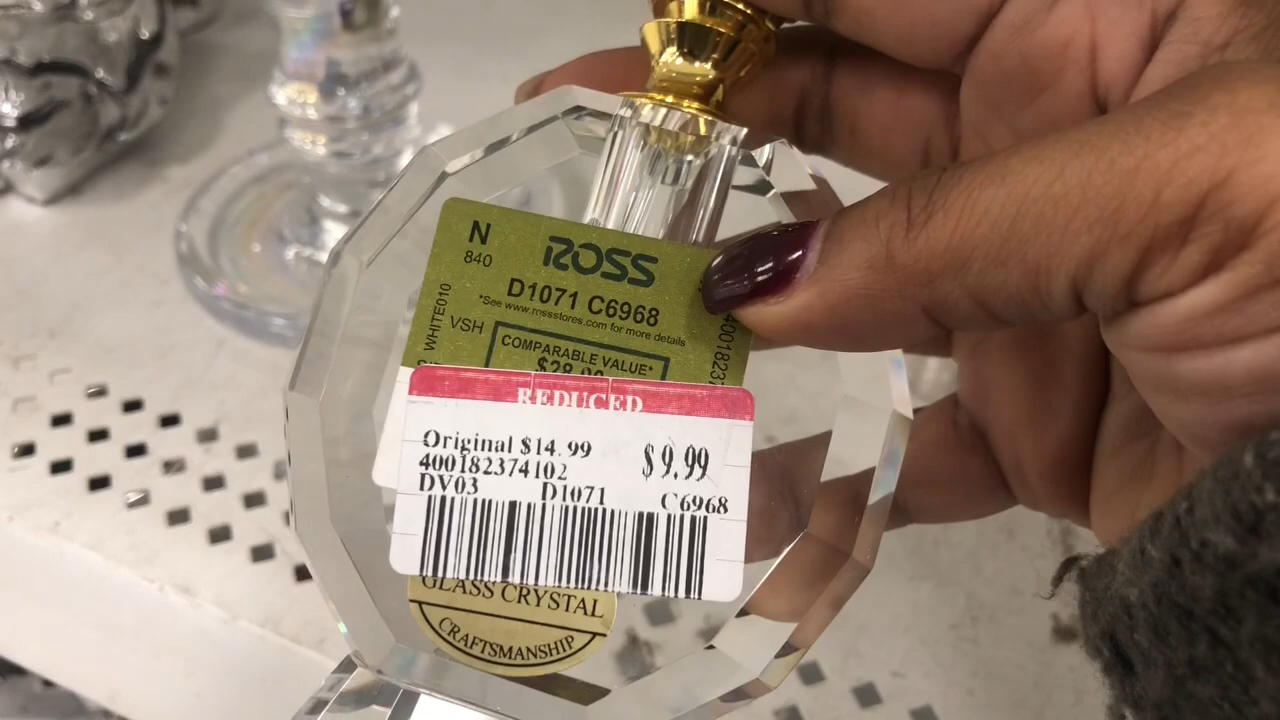 N
840
ROSS
D1071 C6968
*See www.rossstores.com for more details
WHITE010
VSH
COMPARABLE VALUE*
REDUCED
Original $14.99
$9.99
400182374102
DV03 D1071 C6968
GLASS CRYSTAL
CRAFTSMANSHIP